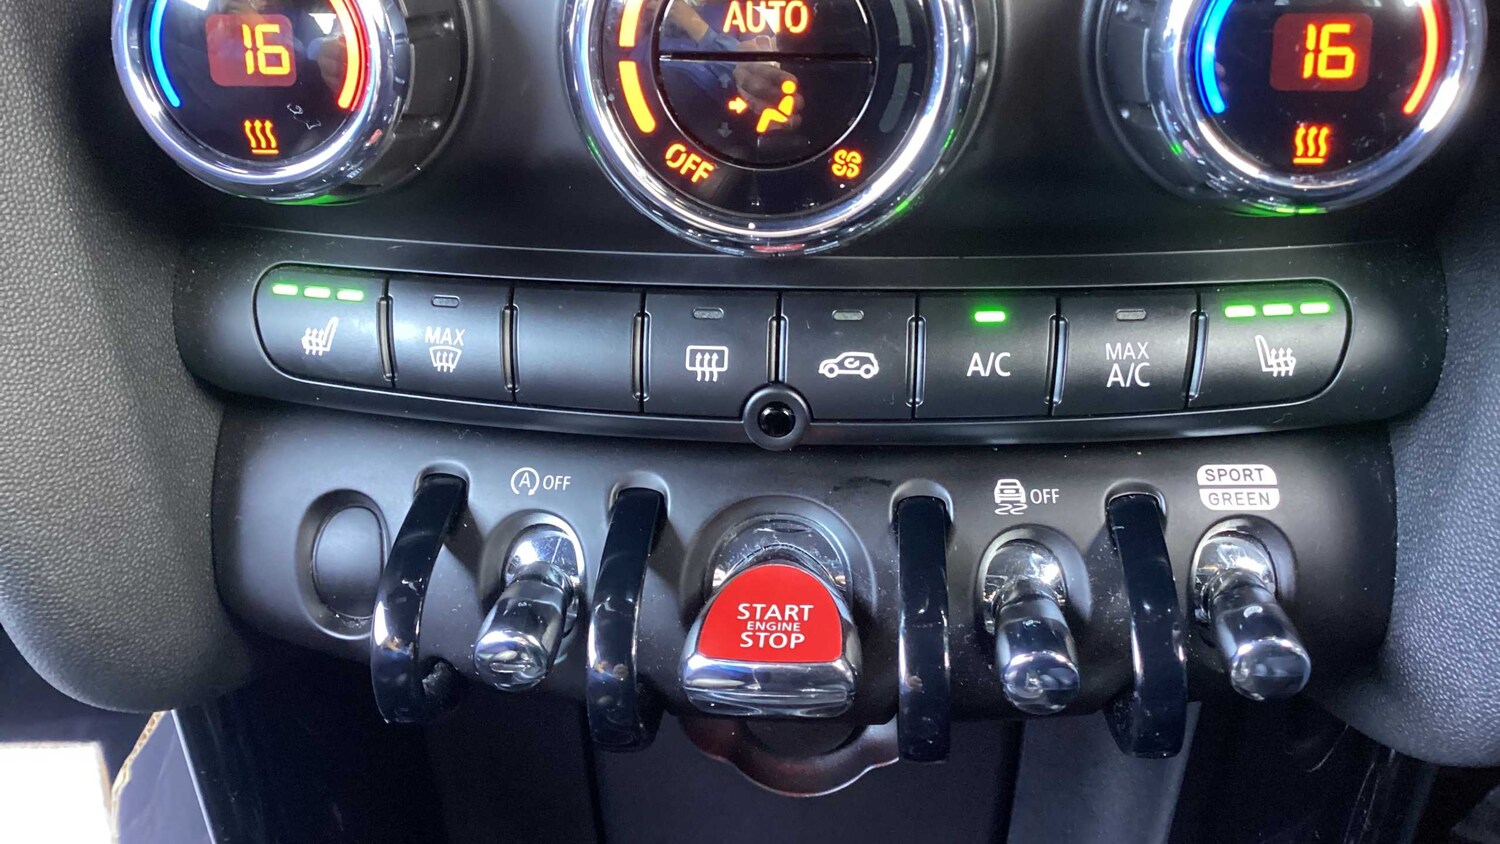 16
AUTO
16
OFF
MAX
A/C
MAX
A/C
A OFF
OFF
SPORT
GREEN
START
ENGINE
STOP